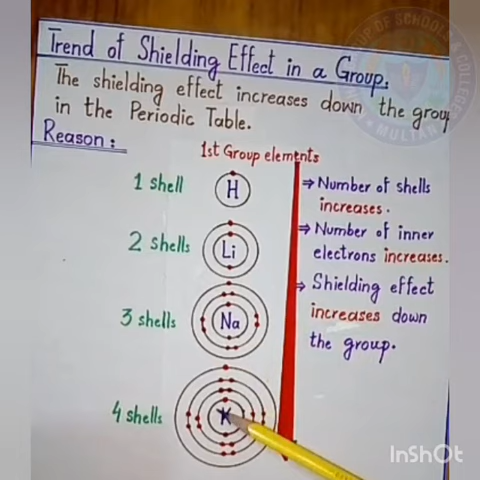 Trend of Shielding Effect in a Group:
The shielding effect increases down the group
in the Periodic Table.
Reason:
1st Group elements
1 shell
H
2 shells
Li
3 shells
Na
4 shells
K
⇒ Number of shells
increases.
⇒ Number of inner
electrons increases.
⇒ Shielding effect
increases down
the group.
MULTAN
InShOt